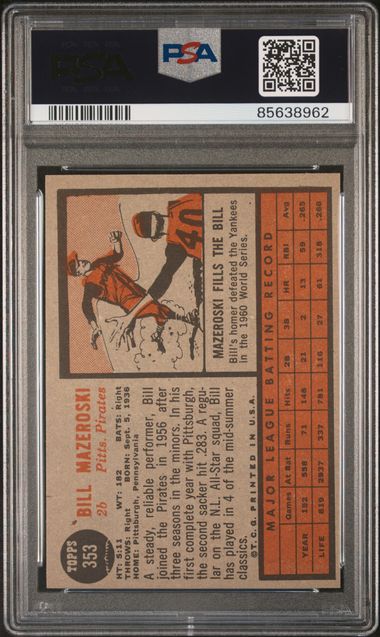 PSA
PSA
85638962
TOPPS
353
BILL MAZEROSKI
2b Pitts. Pirates
HT: 5:11 WT: 182 BATS: Right
THROWS: Right BORN: Sept. 5, 1936
HOME: Pittsburgh, Pennsylvania
A steady, reliable performer, Bill
joined the Pirates in 1956 after
three seasons in the minors. In his
first complete year with Pittsburgh,
the second sacker hit .283. A regu-
lar on the N.L. All-Star squad, Bill
has played in 4 of the mid-summer
classics.
©T.C.G. PRINTED IN U.S.A.
40
MAZEROSKI FILLS THE BILL
Bill's homer defeated the Yankees
in the 1960 World Series.
MAJOR LEAGUE BATTING RECORD
Games At Bat Runs Hits 2B 3B HR RBI Avg
YEAR 152 558 71 148 21 2 13 59 .265
LIFE 819 2937 337 781 116 27 61 318 .266